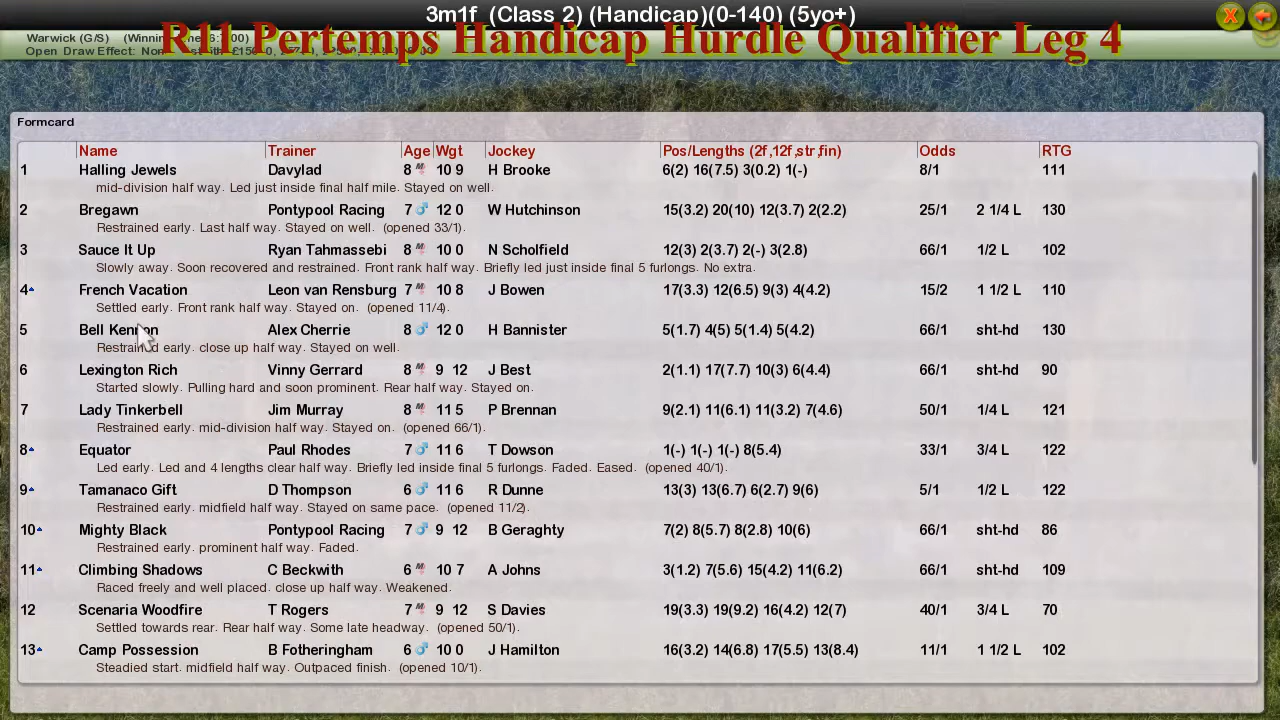 3m1f (Class 2) (Handicap)(0-140) (5yo+)
R11 Pertemps Handicap Hurdle Qualifier Leg 4
Warwick (G/S)
Open Draw Effect:
Formcard
Name Trainer Age Wgt Jockey Pos/Lengths (2f,12f,str,fin) Odds RTG
1 Halling Jewels Davylad 8 10 9 H Brooke 6(2) 16(7.5) 3(0.2) 1(-) 8/1 111
mid-division half way. Led just inside final half mile. Stayed on well.
2 Bregawn Pontypool Racing 7 12 0 W Hutchinson 15(3.2) 20(10) 12(3.7) 2(2.2) 25/1 2 1/4 L 130
Restrained early. Last half way. Stayed on well. (opened 33/1).
3 Sauce It Up Ryan Tahmassebi 8 10 0 N Scholfield 12(3) 2(3.7) 2(-) 3(2.8) 66/1 1/2 L 102
Slowly away. Soon recovered and restrained. Front rank half way. Briefly led just inside final 5 furlongs. No extra.
4 French Vacation Leon van Rensburg 7 10 8 J Bowen 17(3.3) 12(6.5) 9(3) 4(4.2) 15/2 1 1/2 L 110
Settled early. Front rank half way. Stayed on. (opened 11/4).
5 Bell Alex Cherrie 8 12 0 H Bannister 5(1.7) 4(5) 5(1.4) 5(4.2) 66/1 sht-hd 130
Restrained early. close up half way. Stayed on well.
6 Lexington Rich Vinny Gerrard 8 9 12 J Best 2(1.1) 17(7.7) 10(3) 6(4.4) 66/1 sht-hd 90
Started slowly. Pulling hard and soon prominent. Rear half way. Stayed on.
7 Lady Tinkerbell Jim Murray 8 11 5 P Brennan 9(2.1) 11(6.1) 11(3.2) 7(4.6) 50/1 1/4 L 121
Restrained early. mid-division half way. Stayed on. (opened 66/1).
8 Equator Paul Rhodes 7 11 6 T Dowson 1(-) 1(-) 1(-) 8(5.4) 33/1 3/4 L 122
Led early. Led and 4 lengths clear half way. Briefly led inside final 5 furlongs. Faded. Eased. (opened 40/1).
9 Tamanaco Gift D Thompson 6 11 6 R Dunne 13(3) 13(6.7) 6(2.7) 9(6) 5/1 1/2 L 122
Restrained early. midfield half way. Stayed on same pace. (opened 11/2).
10 Mighty Black Pontypool Racing 7 9 12 B Geraghty 7(2) 8(5.7) 8(2.8) 10(6) 66/1 sht-hd 86
Restrained early. prominent half way. Faded.
11 Climbing Shadows C Beckwith 6 10 7 A Johns 3(1.2) 7(5.6) 15(4.2) 11(6.2) 66/1 sht-hd 109
Raced freely and well placed. close up half way. Weakened.
12 Scenaria Woodfire T Rogers 7 9 12 S Davies 19(3.3) 19(9.2) 16(4.2) 12(7) 40/1 3/4 L 70
Settled towards rear. Rear half way. Some late headway. (opened 50/1).
13 Camp Possession B Fotheringham 6 10 0 J Hamilton 16(3.2) 14(6.8) 17(5.5) 13(8.4) 11/1 1 1/2 L 102
Steadied start. midfield half way. Outpaced finish. (opened 10/1).